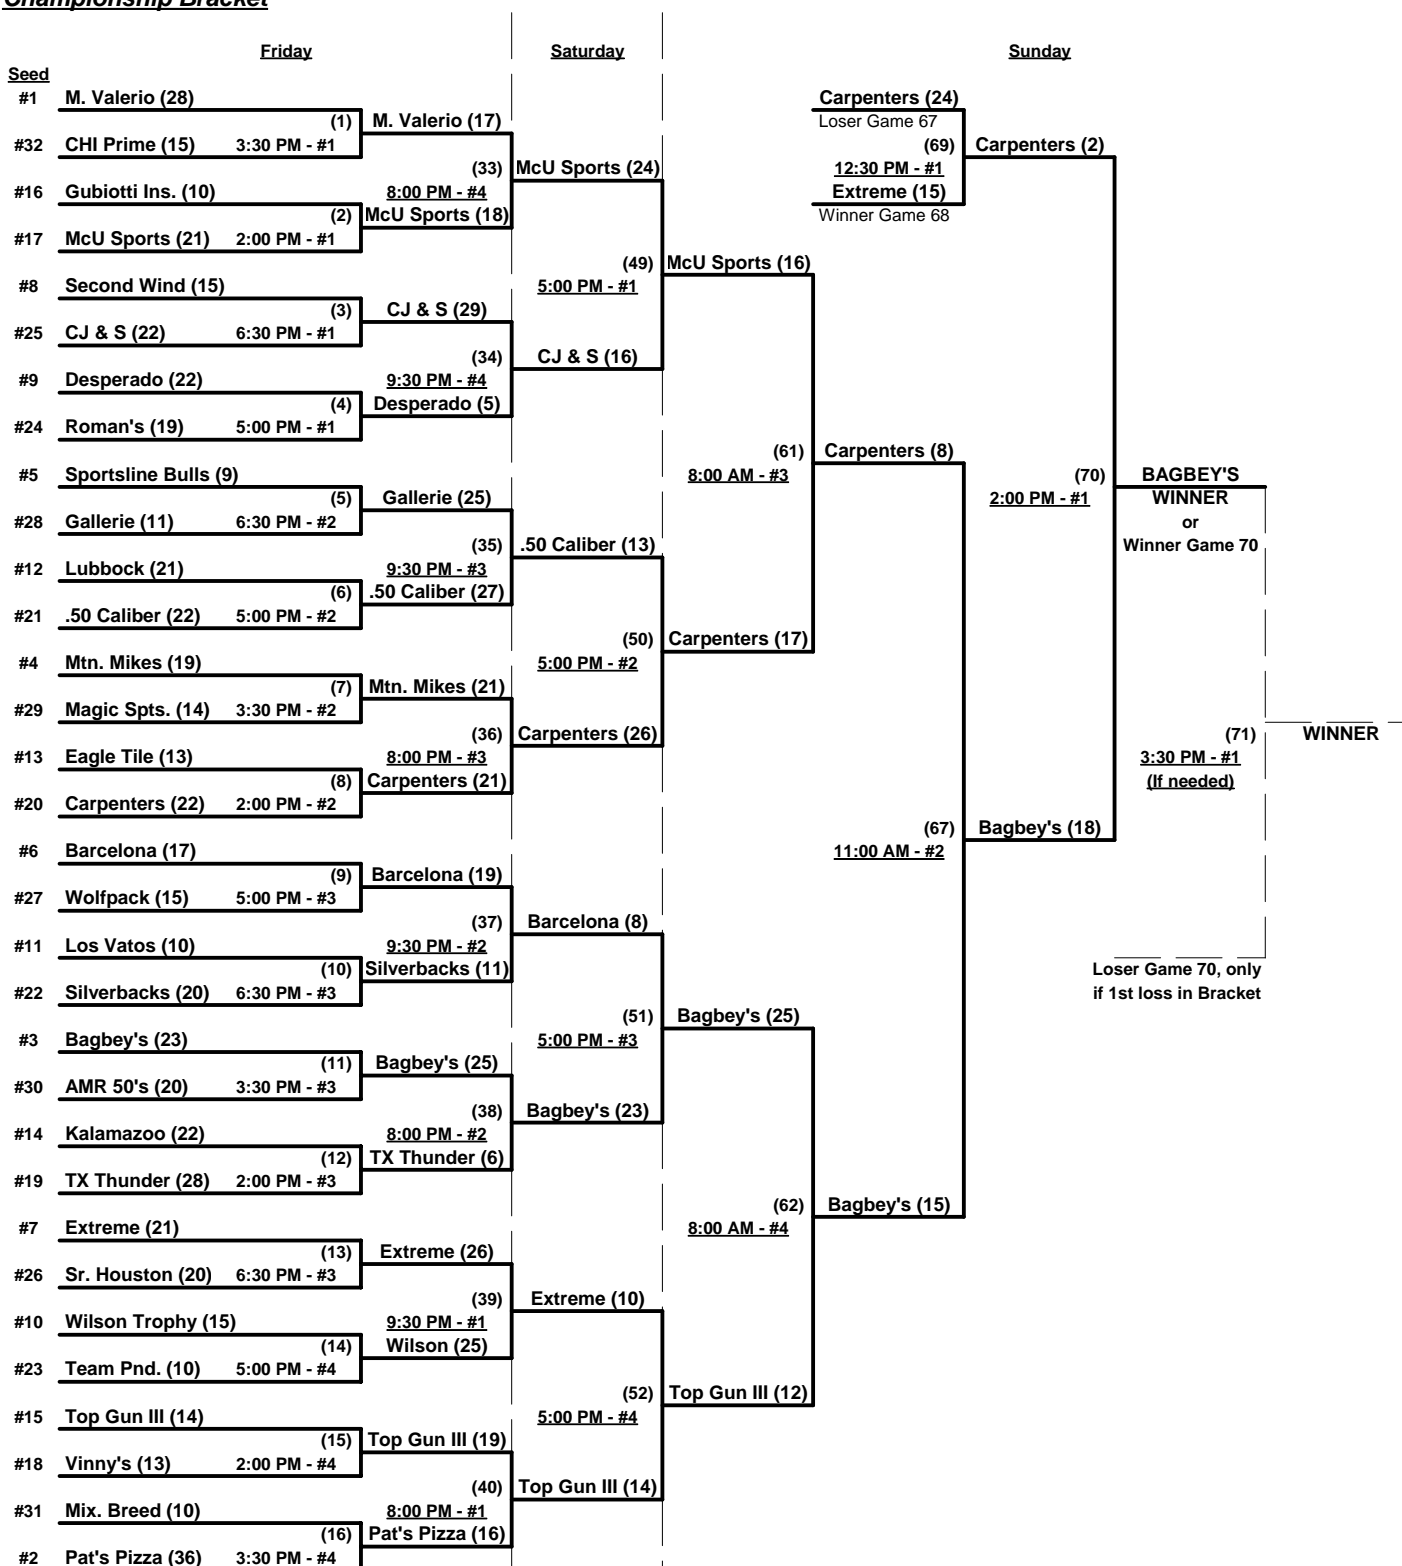 Championship Bracket
Friday
Saturday
Sunday
Seed
#1 M. Valerio (28)
(1) 3:30 PM - #1
#32 CHI Prime (15)
#16 Gubiotti Ins. (10)
(2) 2:00 PM - #1
#17 McU Sports (21)
#8 Second Wind (15)
(3) 6:30 PM - #1
#25 CJ & S (22)
#9 Desperado (22)
(4) 5:00 PM - #1
#24 Roman's (19)
#5 Sportsline Bulls (9)
(5) 6:30 PM - #2
#28 Gallerie (11)
#12 Lubbock (21)
(6) 5:00 PM - #2
#21 .50 Caliber (22)
#4 Mtn. Mikes (19)
(7) 3:30 PM - #2
#29 Magic Spts. (14)
#13 Eagle Tile (13)
(8) 2:00 PM - #2
#20 Carpenters (22)
#6 Barcelona (17)
(9) 5:00 PM - #3
#27 Wolfpack (15)
#11 Los Vatos (10)
(10) 6:30 PM - #3
#22 Silverbacks (20)
#3 Bagbey's (23)
(11) 3:30 PM - #3
#30 AMR 50's (20)
#14 Kalamazoo (22)
(12) 2:00 PM - #3
#19 TX Thunder (28)
#7 Extreme (21)
(13) 6:30 PM - #3
#26 Sr. Houston (20)
#10 Wilson Trophy (15)
(14) 5:00 PM - #4
#23 Team Pnd. (10)
#15 Top Gun III (14)
(15) 2:00 PM - #4
#18 Vinny's (13)
#31 Mix. Breed (10)
(16) 3:30 PM - #4
#2 Pat's Pizza (36)
M. Valerio (17)
(33)
8:00 PM - #4
McU Sports (18)
CJ & S (29)
(34)
9:30 PM - #4
Desperado (5)
Gallerie (25)
(35)
9:30 PM - #3
.50 Caliber (27)
Mtn. Mikes (21)
(36)
8:00 PM - #3
Carpenters (21)
Barcelona (19)
(37)
9:30 PM - #2
Silverbacks (11)
Bagbey's (25)
(38)
8:00 PM - #2
TX Thunder (6)
Extreme (26)
(39)
9:30 PM - #1
Wilson (25)
Top Gun III (19)
(40)
8:00 PM - #1
Pat's Pizza (16)
McU Sports (24)
(49)
5:00 PM - #1
CJ & S (16)
.50 Caliber (13)
(50)
5:00 PM - #2
Carpenters (26)
Barcelona (8)
(51)
5:00 PM - #3
Bagbey's (23)
Extreme (10)
(52)
5:00 PM - #4
Top Gun III (14)
McU Sports (16)
(61)
8:00 AM - #3
Carpenters (17)
Bagbey's (25)
(62)
8:00 AM - #4
Top Gun III (12)
Carpenters (24)
Loser Game 67
(69)
12:30 PM - #1
Extreme (15)
Winner Game 68
Carpenters (8)
(67)
11:00 AM - #2
Bagbey's (15)
Carpenters (2)
(70)
2:00 PM - #1
Bagbey's (18)
BAGBEY'S
WINNER
or
Winner Game 70
(71)
3:30 PM - #1
(If needed)
Loser Game 70, only
if 1st loss in Bracket
WINNER